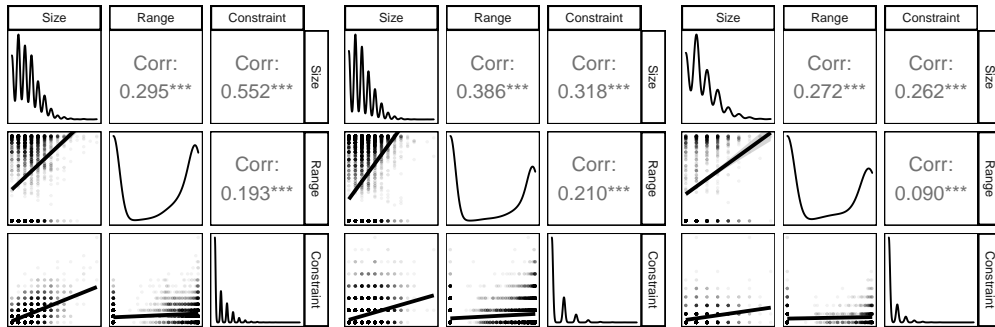 Size Range Constraint Size Range Constraint Size Range Constraint
Corr: Corr: Size Corr: Corr: Size Corr: Corr: Size
0.295*** 0.552*** 0.386*** 0.318*** 0.272*** 0.262***
Corr: Range Corr: Range Corr: Range
0.193*** 0.210*** 0.090***
Constraint Constraint Constraint